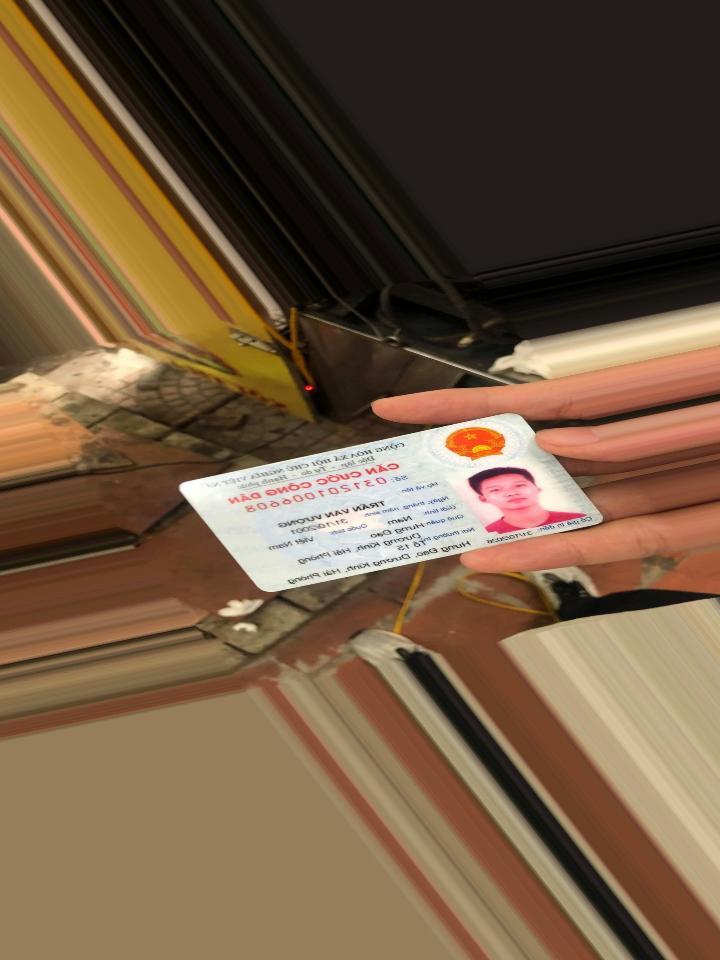 CỘNG HÒA XÃ HỘI CHỦ NGHĨA VIỆT NAM
Độc lập - Tự do - Hạnh phúc
CĂN CƯỚC CÔNG DÂN
SỐ: 031201006608
Họ và tên:
TRẦN VĂN VƯỢNG
Ngày, tháng, năm sinh: 31/10/2001
Giới tính: Nam Quốc tịch: Việt Nam
Quê quán: Hưng Đạo
Dương Kinh, Hải Phòng
Nơi thường trú: Tổ 15
Hưng Đạo, Dương Kinh, Hải Phòng
Có giá trị đến: 31/10/2026